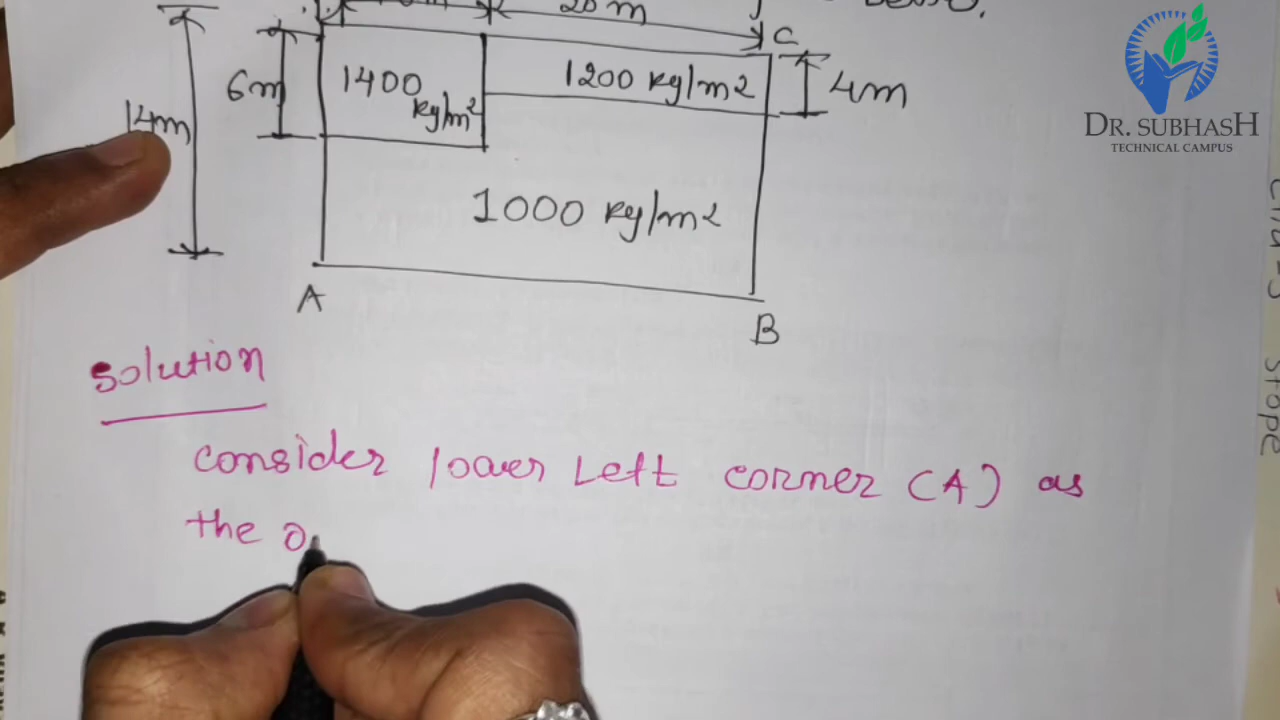 20 m
C
6m
1400
kg/m²
1200 kg/m²
4m
14m
1000 kg/m²
A
B
DR. SUBHASH
TECHNICAL CAMPUS
Solution
Consider lower Left corner (A) as
the o
slope